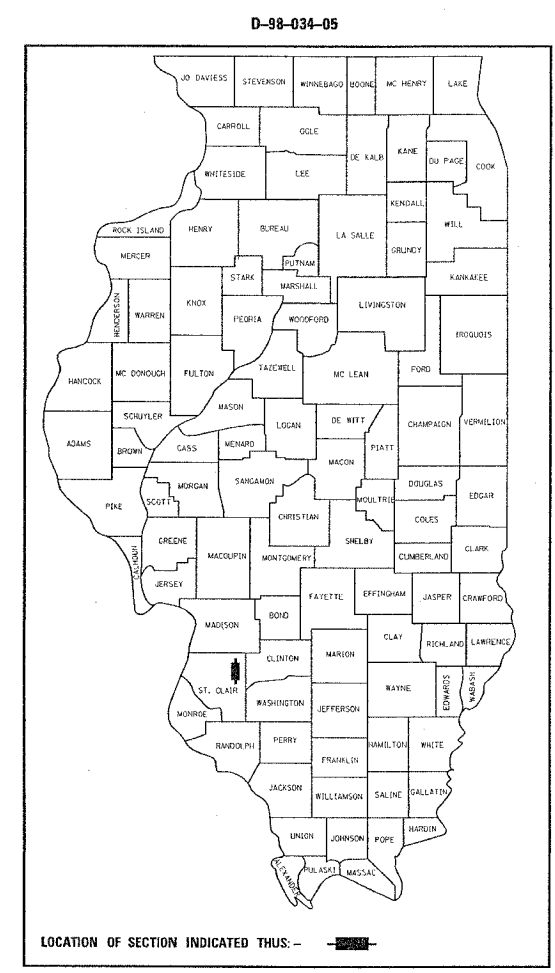 D-98-034-05
JO DAVIESS STEVENSON WINNEBAGO BOONE MC HENRY LAKE
CARROLL OGLE DE KALB KANE DU PAGE COOK
WHITESIDE LEE
KENDALL
WILL
ROCK ISLAND HENRY BUREAU LA SALLE GRUNDY
MERCER PUTNAM KANKAKEE
STARK MARSHALL
HENDERSON WARREN KNOX PEORIA WOODFORD LIVINGSTON IROQUOIS
HANCOCK MC DONOUGH FULTON TAZEWELL MC LEAN FORD
MASON
SCHUYLER LOGAN DE WITT CHAMPAIGN VERMILION
ADAMS BROWN CASS MENARD PIATT
MACON
SCOTT MORGAN SANGAMON MOULTRIE DOUGLAS EDGAR
PIKE CHRISTIAN COLES
GREENE SHELBY
CALHOUN MACOUPIN MONTGOMERY CUMBERLAND CLARK
JERSEY
FAYETTE EFFINGHAM JASPER CRAWFORD
MADISON BOND
CLAY RICHLAND LAWRENCE
CLINTON MARION
ST. CLAIR WAYNE EDWARDS WABASH
WASHINGTON JEFFERSON
MONROE
RANDOLPH PERRY HAMILTON WHITE
FRANKLIN
JACKSON WILLIAMSON SALINE GALLATIN
UNION JOHNSON POPE HARDIN
ALEXANDER PULASKI MASSAC
LOCATION OF SECTION INDICATED THUS: -